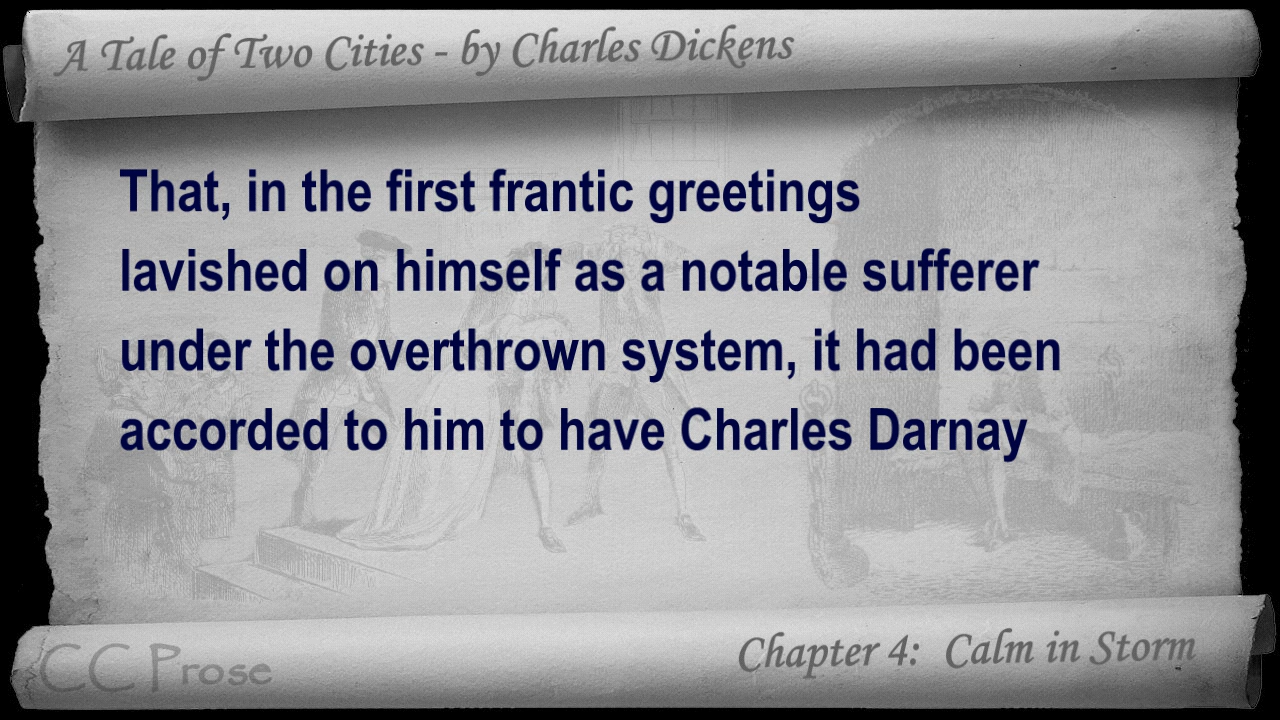 A Tale of Two Cities - by Charles Dickens
That, in the first frantic greetings
lavished on himself as a notable sufferer
under the overthrown system, it had been
accorded to him to have Charles Darnay
CC Prose
Chapter 4: Calm in Storm